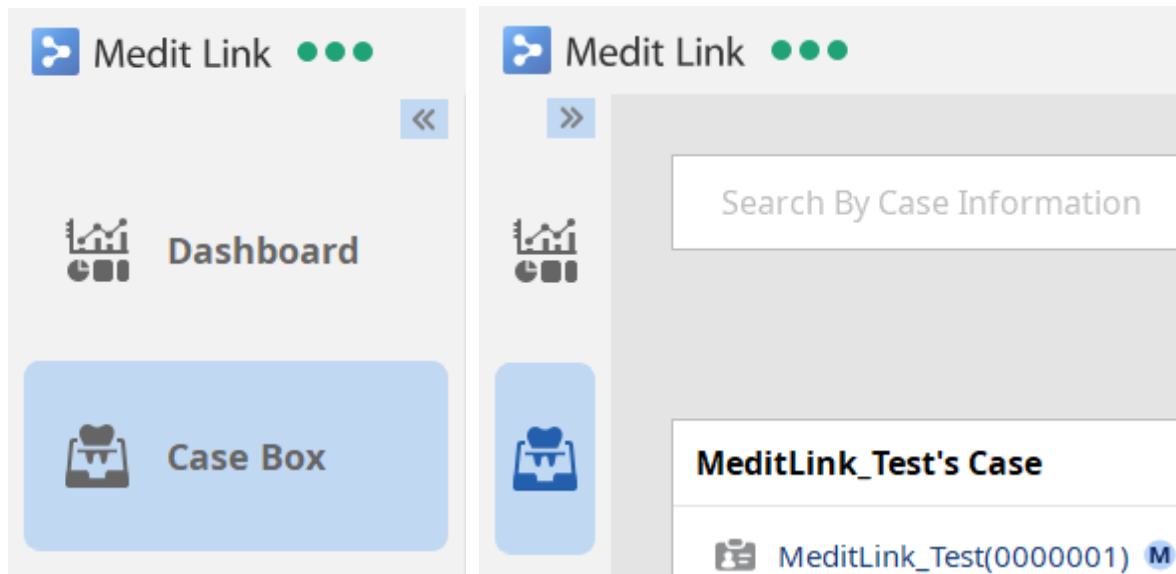 Medit Link
«
Dashboard
Case Box
Medit Link
»
Search By Case Information
MeditLink_Test's Case
MeditLink_Test(0000001) M